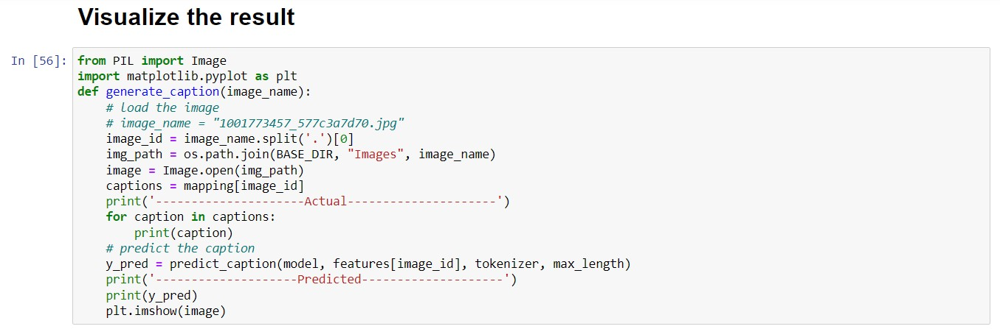 Visualize the result
In [56]: from PIL import Image
import matplotlib.pyplot as plt
def generate_caption(image_name):
    # load the image
    # image_name = "1001773457_577c3a7d70.jpg"
    image_id = image_name.split('.')[0]
    img_path = os.path.join(BASE_DIR, "Images", image_name)
    image = Image.open(img_path)
    captions = mapping[image_id]
    print('---------------------Actual---------------------')
    for caption in captions:
        print(caption)
    # predict the caption
    y_pred = predict_caption(model, features[image_id], tokenizer, max_length)
    print('--------------------Predicted--------------------')
    print(y_pred)
    plt.imshow(image)